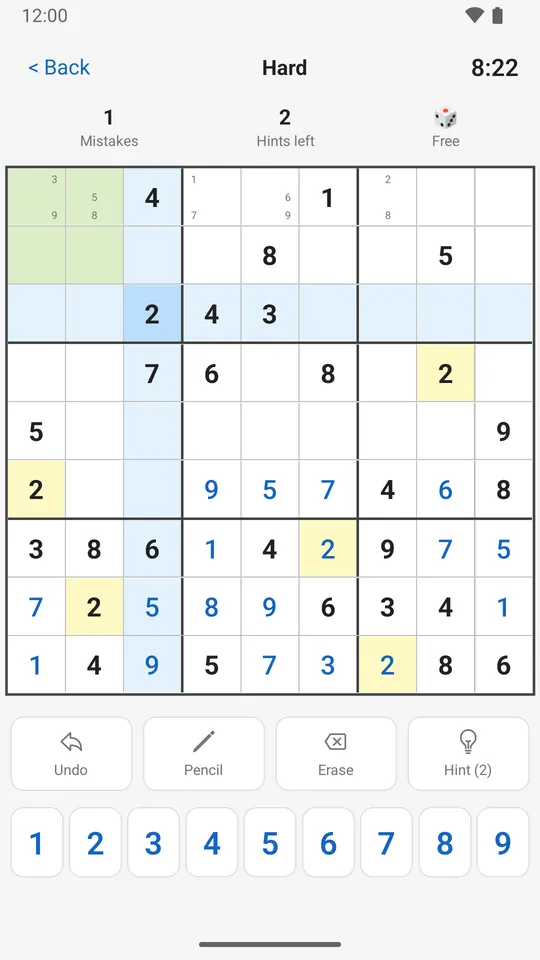 12:00
< Back Hard 8:22
1 2
Mistakes Hints left Free
3 1 2
5 4 6 1
9 8 7 9 8
8 5
2 4 3
7 6 8 2
5 9
2 9 5 7 4 6 8
3 8 6 1 4 2 9 7 5
7 2 5 8 9 6 3 4 1
1 4 9 5 7 3 2 8 6
Undo Pencil Erase Hint (2)
1 2 3 4 5 6 7 8 9